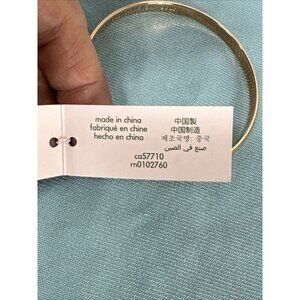 made in china
fabriqué en chine
hecho en china
中国製
中国制造
제조국명: 중국
صنع في الصين
ca57710
rn0102760